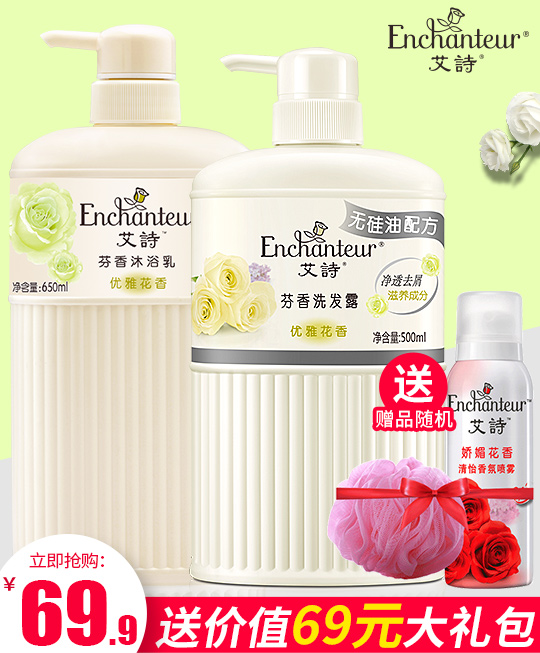 Enchanteur®
艾詩®
Enchanteur
艾詩™
芬香沐浴乳
净含量:650ml
优雅花香
无硅油配方
Enchanteur®
艾詩®
芬香洗发露
净透去屑
滋养成分
优雅花香
净含量:500ml
送
赠品随机
Enchanteur™
艾詩™
娇媚花香
清怡香氛喷雾
立即抢购:
¥69.9
送价值69元大礼包